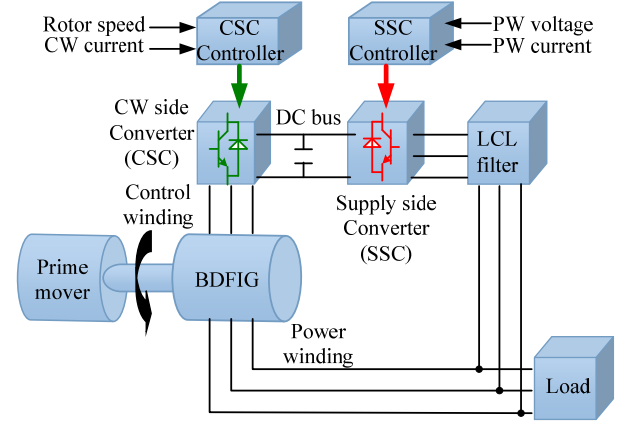 Rotor speed
CW current
CSC
Controller
SSC
Controller
PW voltage
PW current
CW side
Converter
(CSC)
DC bus
LCL
filter
Control
winding
Supply side
Converter
(SSC)
Prime
mover
BDFIG
Power
winding
Load